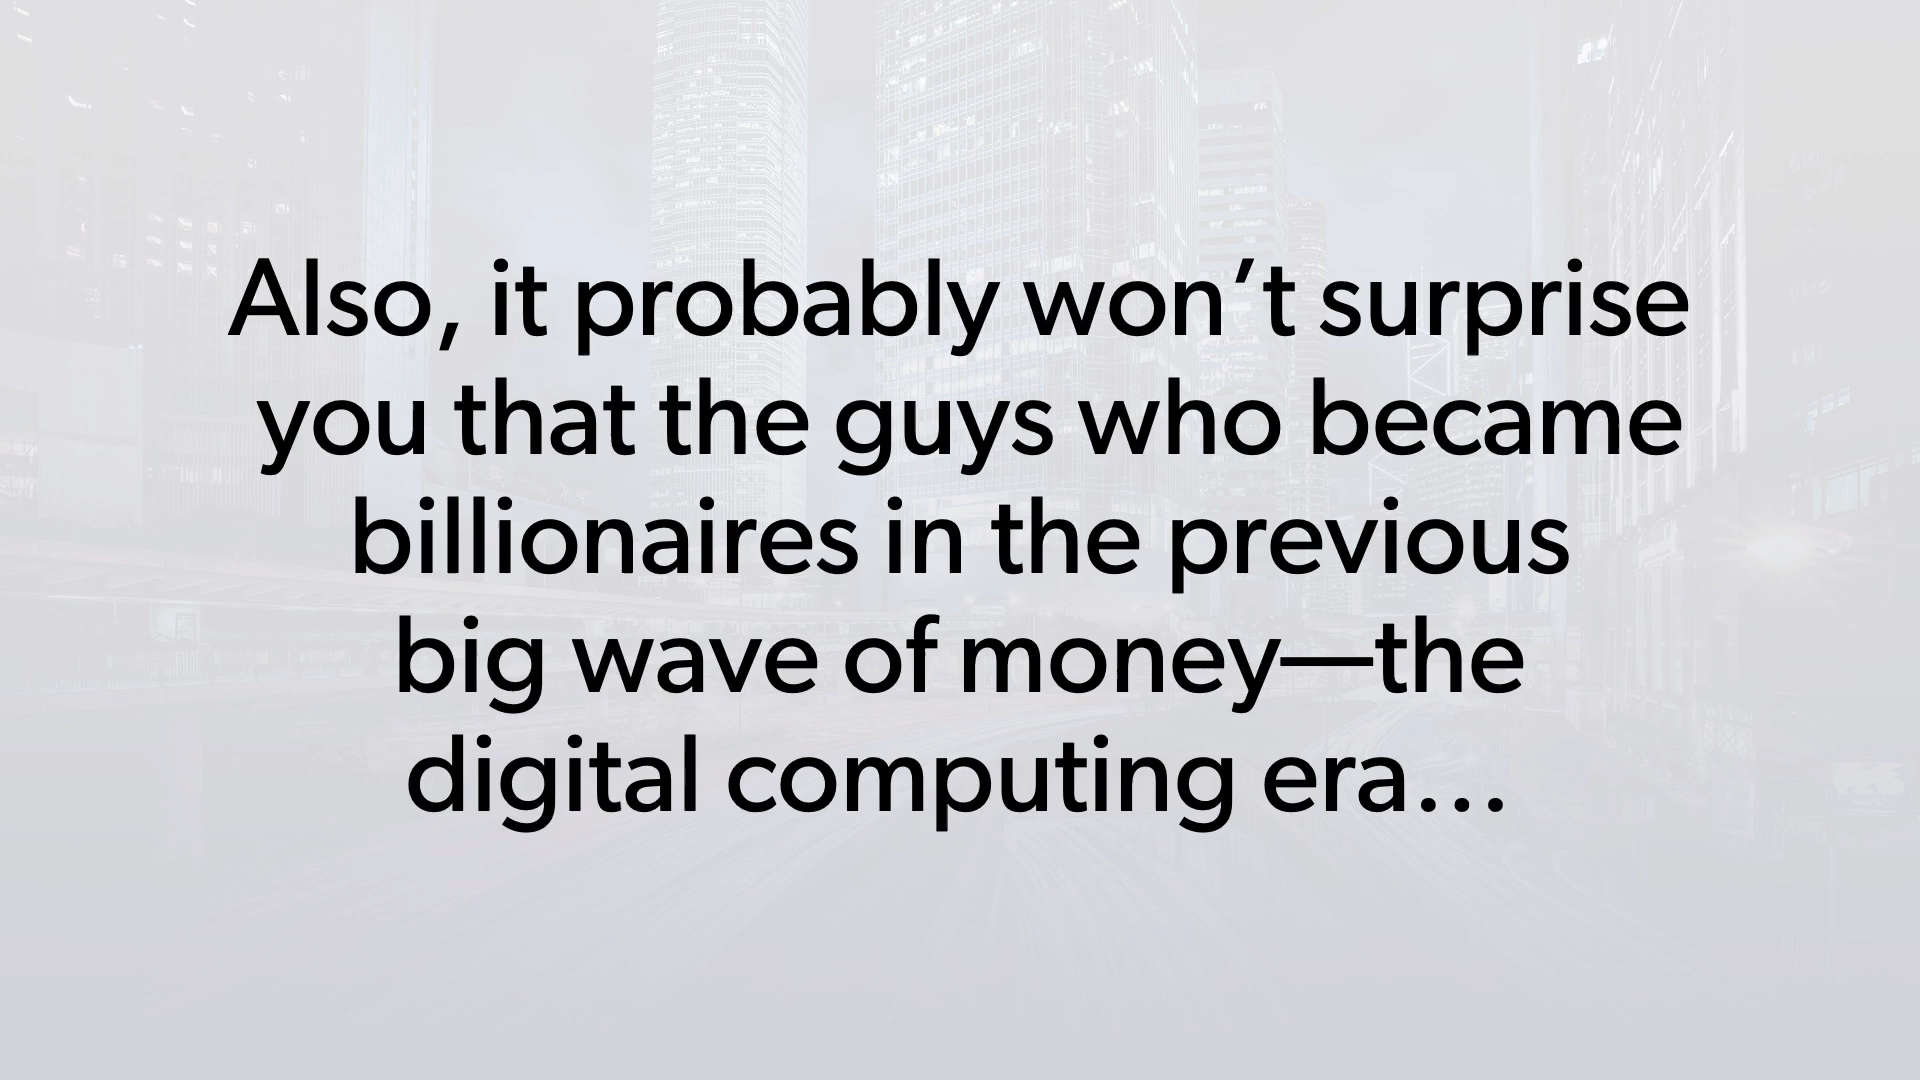 Also, it probably won’t surprise
you that the guys who became
billionaires in the previous
big wave of money—the
digital computing era…